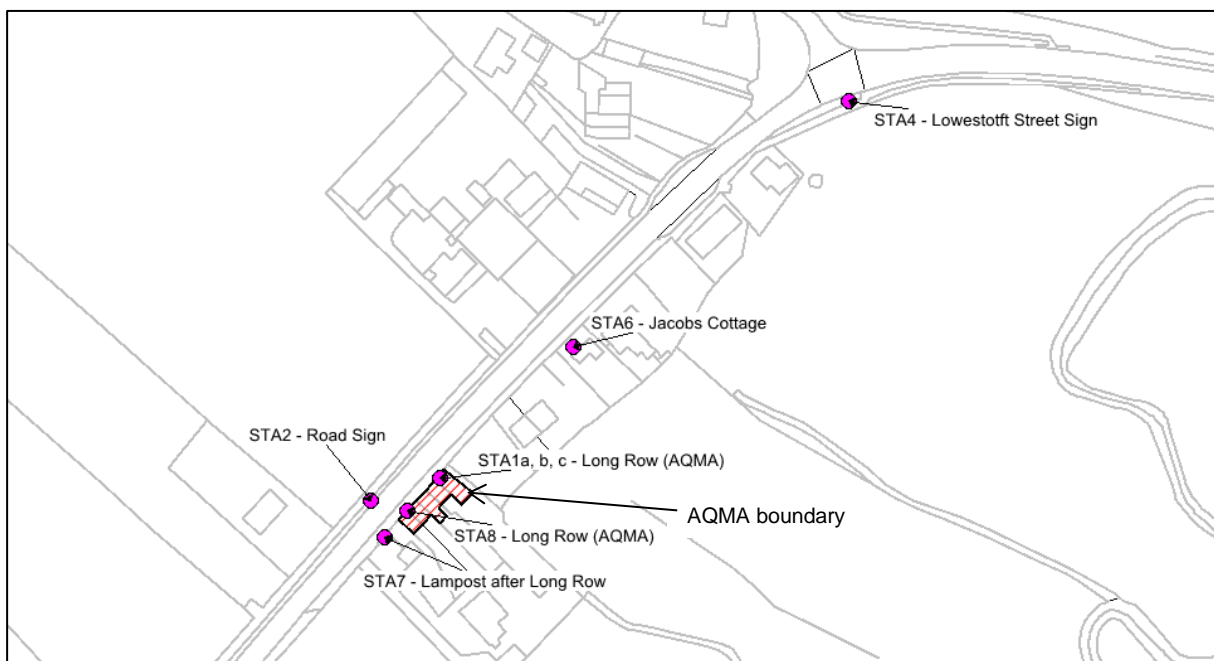 STA4 - Lowestotft Street Sign
STA6 - Jacobs Cottage
STA2 - Road Sign
STA1a, b, c - Long Row (AQMA)
AQMA boundary
STA8 - Long Row (AQMA)
STA7 - Lampost after Long Row